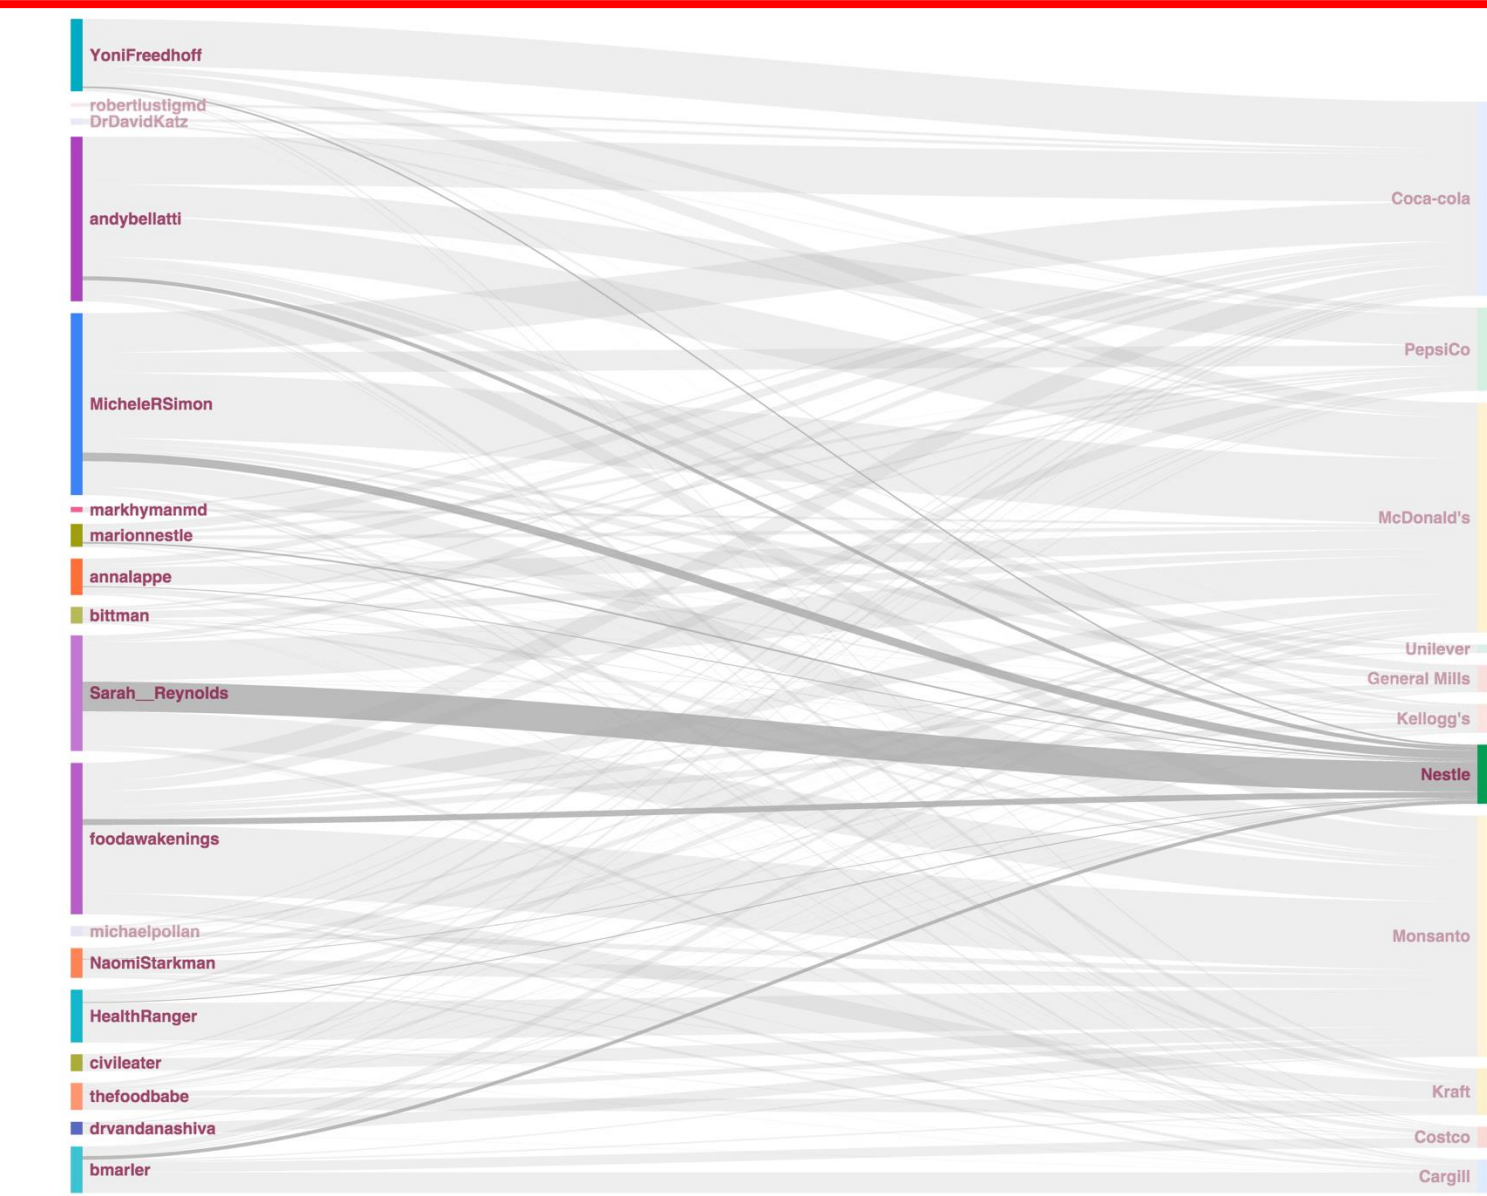 YoniFreedhoff
robertlustigmd
DrDavidKatz
andybellatti
MicheleRSimon
markhymanmd
marionnestle
annalappe
bittman
Sarah__Reynolds
foodawakenings
michaelpollan
NaomiStarkman
HealthRanger
civileater
thefoodbabe
drvandanashiva
bmarler
Coca-cola
PepsiCo
McDonald's
Unilever
General Mills
Kellogg's
Nestle
Monsanto
Kraft
Costco
Cargill